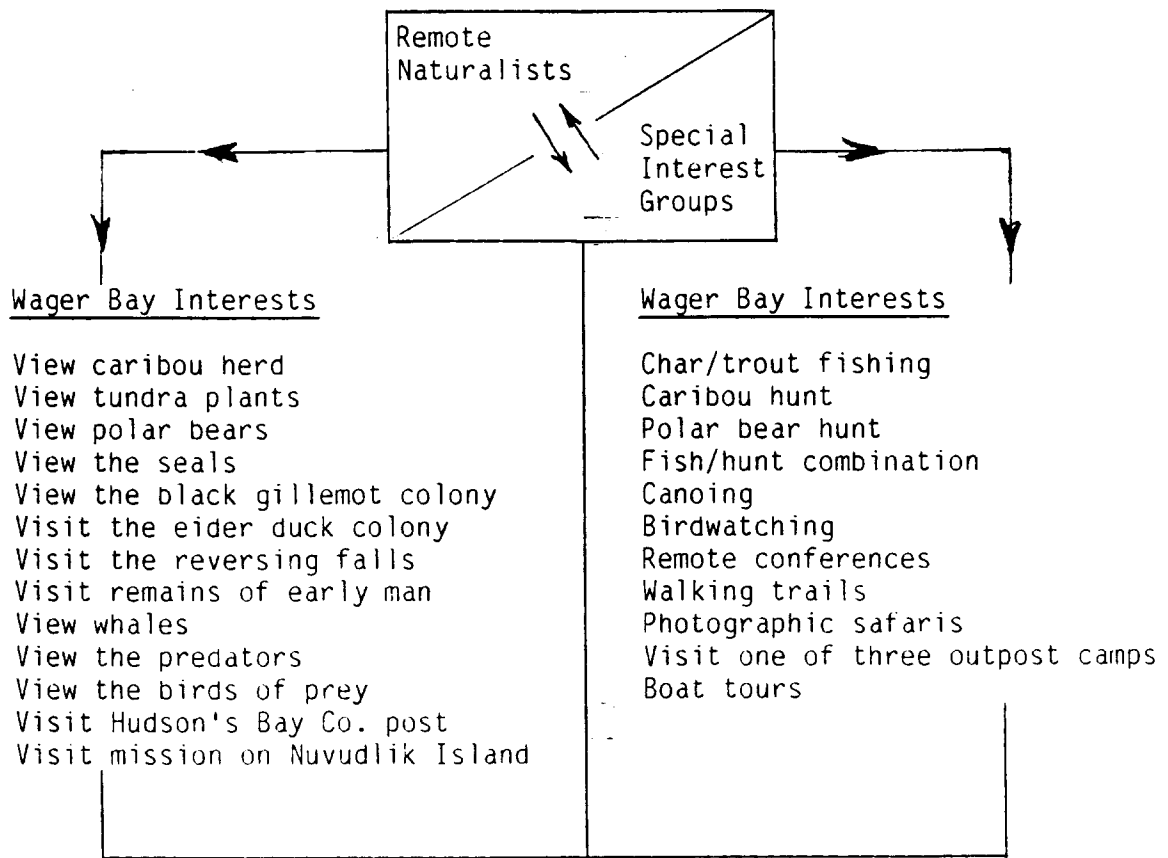 Remote
Naturalists
Special
Interest
Groups
Wager Bay Interests
View caribou herd
View tundra plants
View polar bears
View the seals
View the black gillemot colony
Visit the eider duck colony
Visit the reversing falls
Visit remains of early man
View whales
View the predators
View the birds of prey
Visit Hudson's Bay Co. post
Visit mission on Nuvudlik Island
Wager Bay Interests
Char/trout fishing
Caribou hunt
Polar bear hunt
Fish/hunt combination
Canoing
Birdwatching
Remote conferences
Walking trails
Photographic safaris
Visit one of three outpost camps
Boat tours